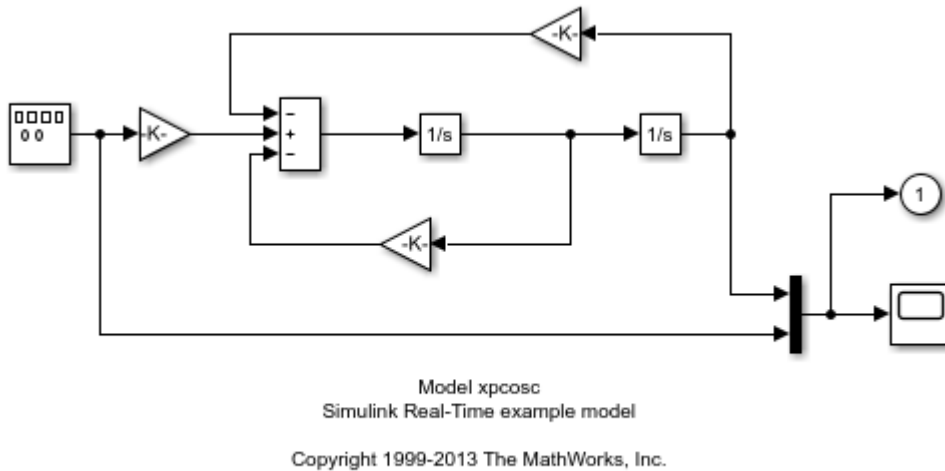 -K-
-K-
−
+
−
1/s
1/s
-K-
1
Model xpcosc
Simulink Real-Time example model
Copyright 1999-2013 The MathWorks, Inc.